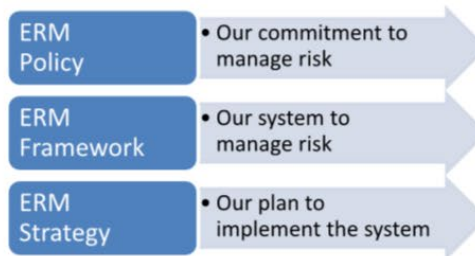 ERM
Policy
• Our commitment to
manage risk
ERM
Framework
• Our system to
manage risk
ERM
Strategy
• Our plan to
implement the system